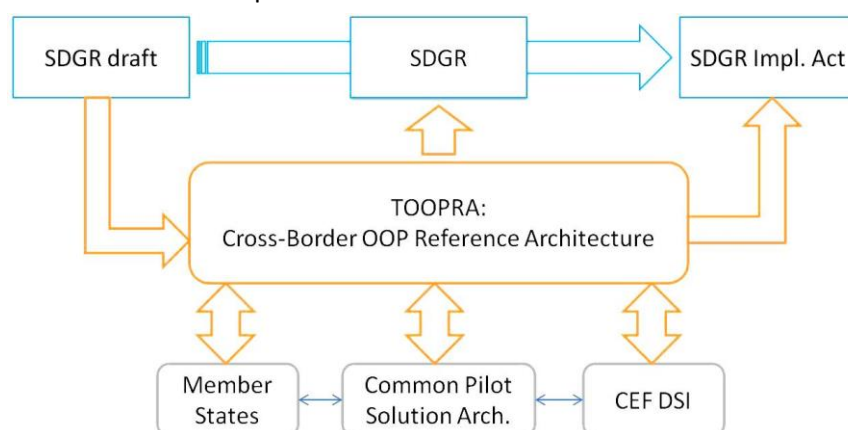 SDGR draft
SDGR
SDGR Impl. Act
TOOPRA:
Cross-Border OOP Reference Architecture
Member
States
Common Pilot
Solution Arch.
CEF DSI